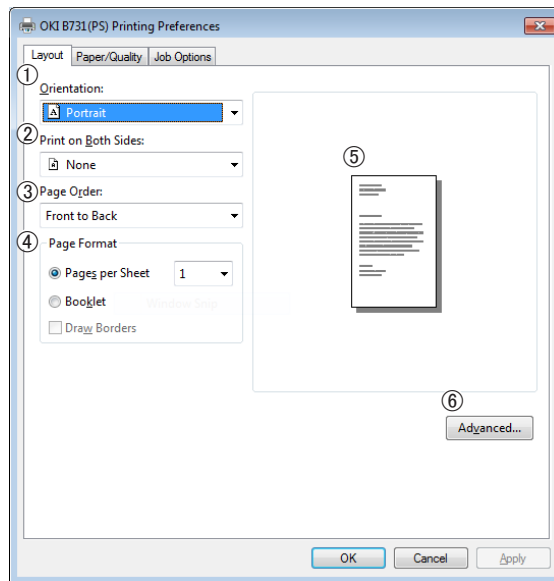 OKI B731(PS) Printing Preferences
Layout Paper/Quality Job Options
①
Orientation:
Portrait
②
Print on Both Sides:
None
③
Page Order:
Front to Back
④
Page Format
Pages per Sheet 1
Booklet
Draw Borders
Window Snip
⑤
⑥
Advanced...
OK Cancel Apply